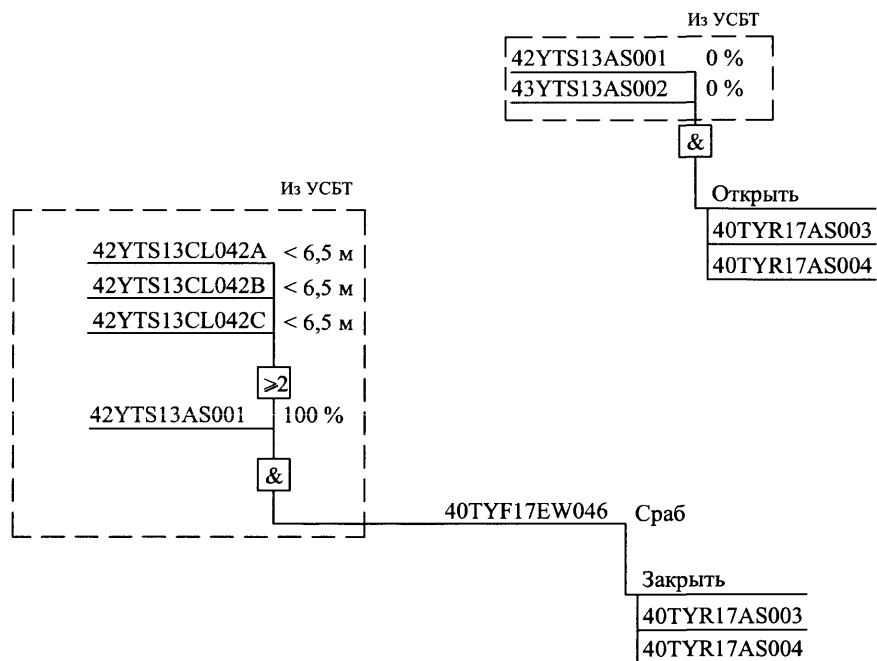 Из УСБТ
42YTS13AS001 0 %
43YTS13AS002 0 %
&
Открыть
40TYR17AS003
40TYR17AS004
Из УСБТ
42YTS13CL042A < 6,5 м
42YTS13CL042B < 6,5 м
42YTS13CL042C < 6,5 м
⩾2
42YTS13AS001 100 %
&
40TYF17EW046 Сраб
Закрыть
40TYR17AS003
40TYR17AS004